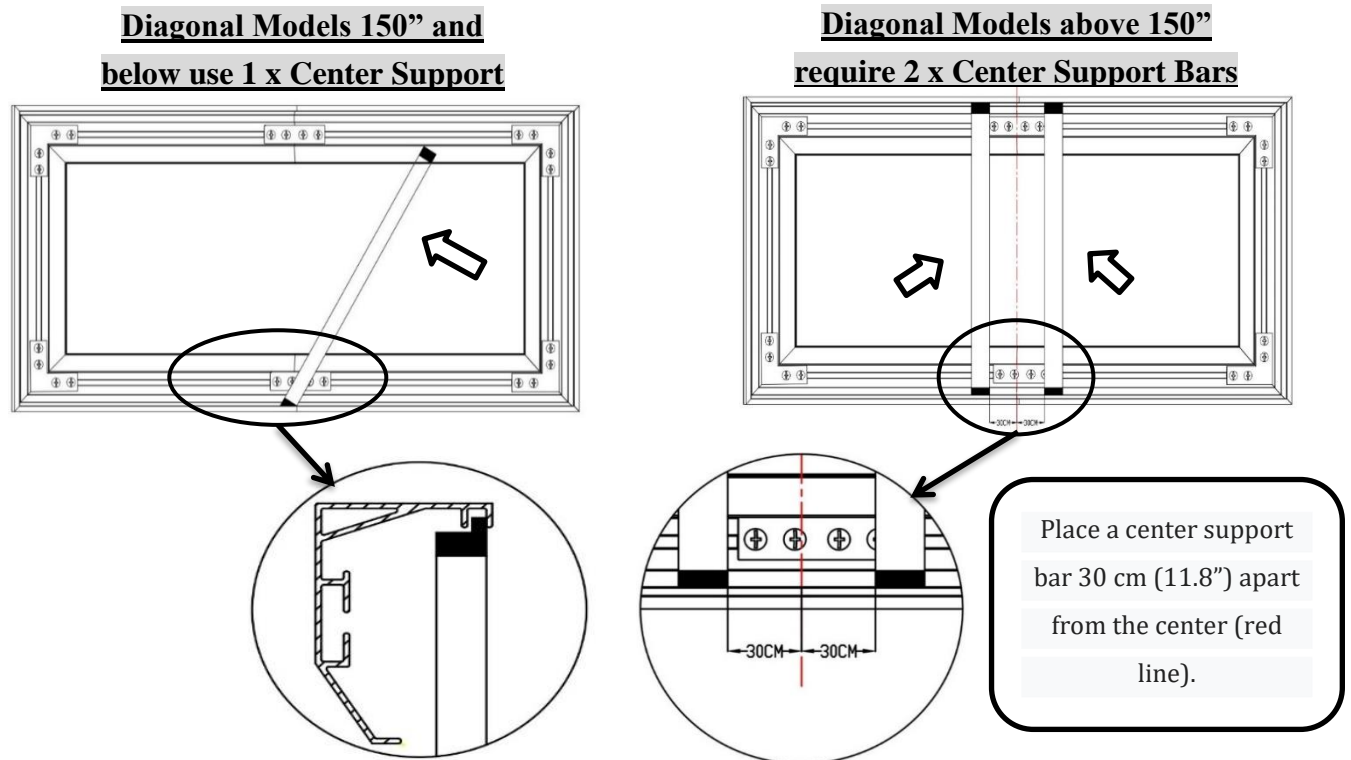 Diagonal Models 150” and
below use 1 x Center Support
Diagonal Models above 150”
require 2 x Center Support Bars
30CM 30CM
30CM 30CM
Place a center support
bar 30 cm (11.8”) apart
from the center (red
line).